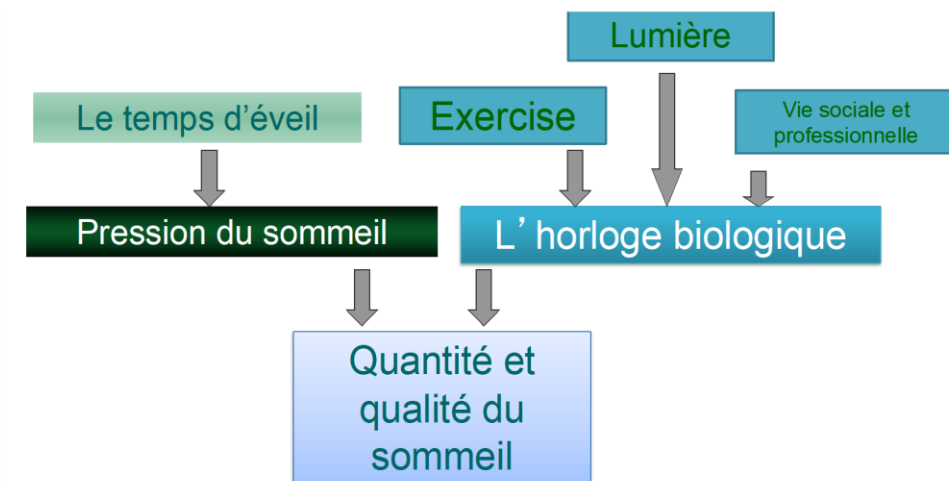 Lumière
Le temps d'éveil
Exercise
Vie sociale et
professionnelle
Pression du sommeil
L'horloge biologique
Quantité et
qualité du
sommeil